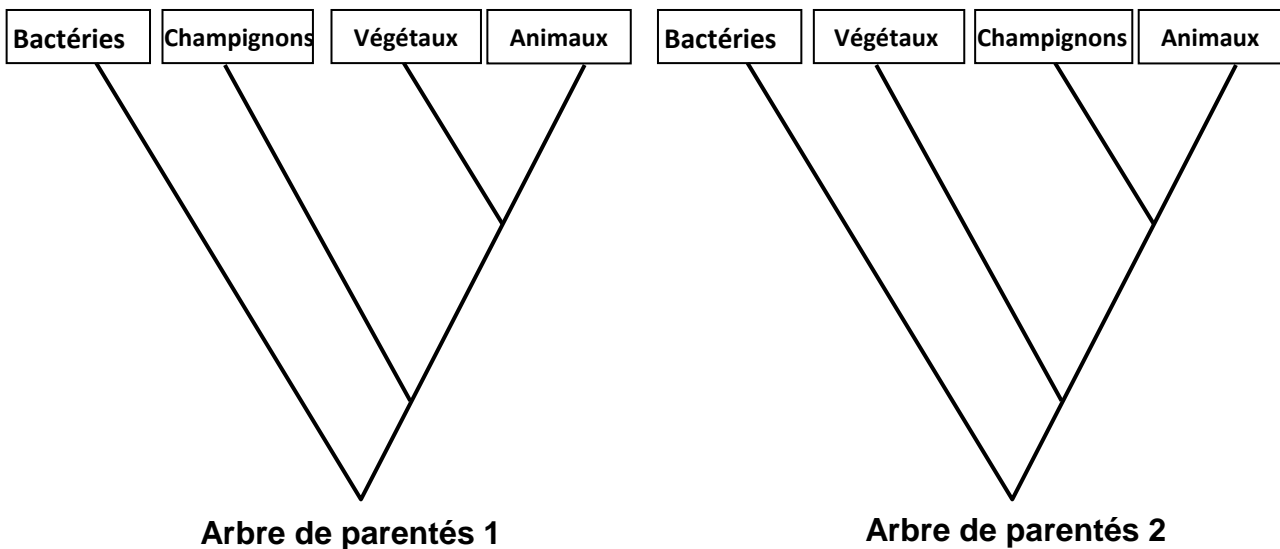 Bactéries Champignons Végétaux Animaux
Arbre de parentés 1
Bactéries Végétaux Champignons Animaux
Arbre de parentés 2